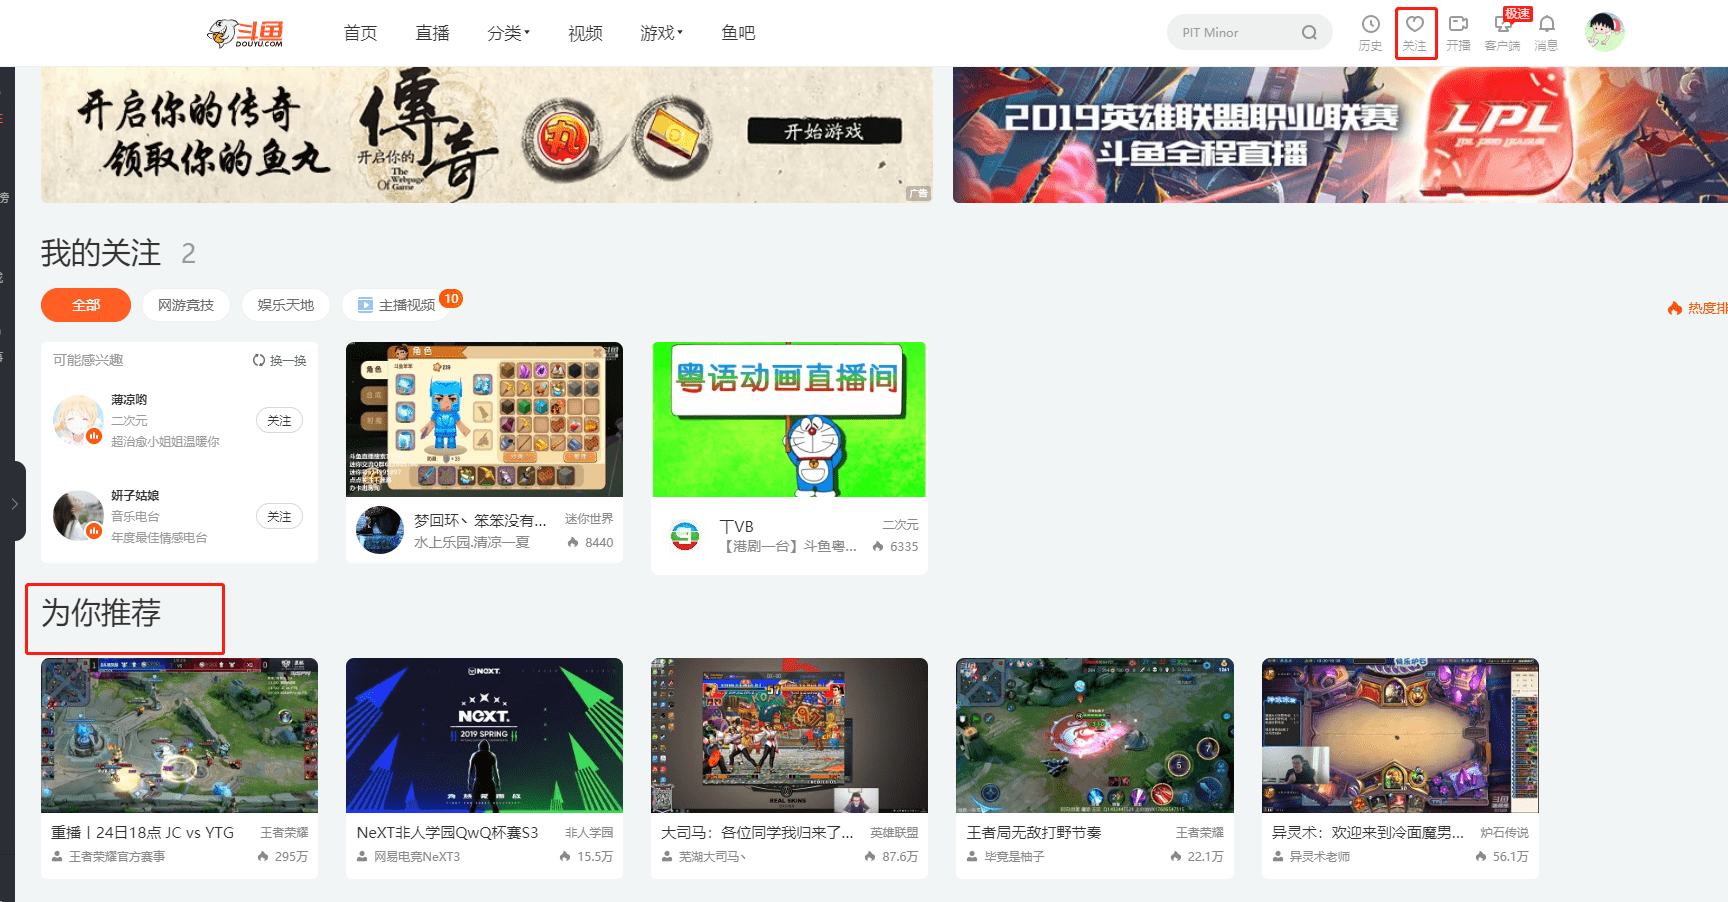 斗鱼
DOUYU.COM
首页
直播
分类
视频
游戏
鱼吧
PIT Minor
历史
关注
开播
极速
客户端
消息
开启你的传奇
领取你的鱼丸
傳奇
开启你的
The Webpage
Of Game
丸
开始游戏
广告
2019英雄联盟职业联赛
斗鱼全程直播
LPL
我的关注 2
全部
网游竞技
娱乐天地
主播视频
10
热度排
可能感兴趣
换一换
薄凉哟
二次元
超治愈小姐姐温暖你
关注
妍子姑娘
音乐电台
年度最佳情感电台
关注
角色
角色
梦回环丶笨笨没有...
迷你世界
水上乐园.清凉一夏
8440
粤语动画直播间
丅VB
二次元
【港剧一台】斗鱼粤...
6335
为你推荐
NEXT.
NEXT.
2019 SPRING
REAL SKINS
重播丨24日18点 JC vs YTG
王者荣耀
王者荣耀官方赛事
295万
NeXT非人学园QwQ杯赛S3
非人学园
网易电竞NeXT3
15.5万
大司马：各位同学我归来了...
英雄联盟
芜湖大司马丶
87.6万
王者局无敌打野节奏
王者荣耀
毕竟是柚子
22.1万
异灵术：欢迎来到冷面魔男...
炉石传说
异灵术老师
56.1万